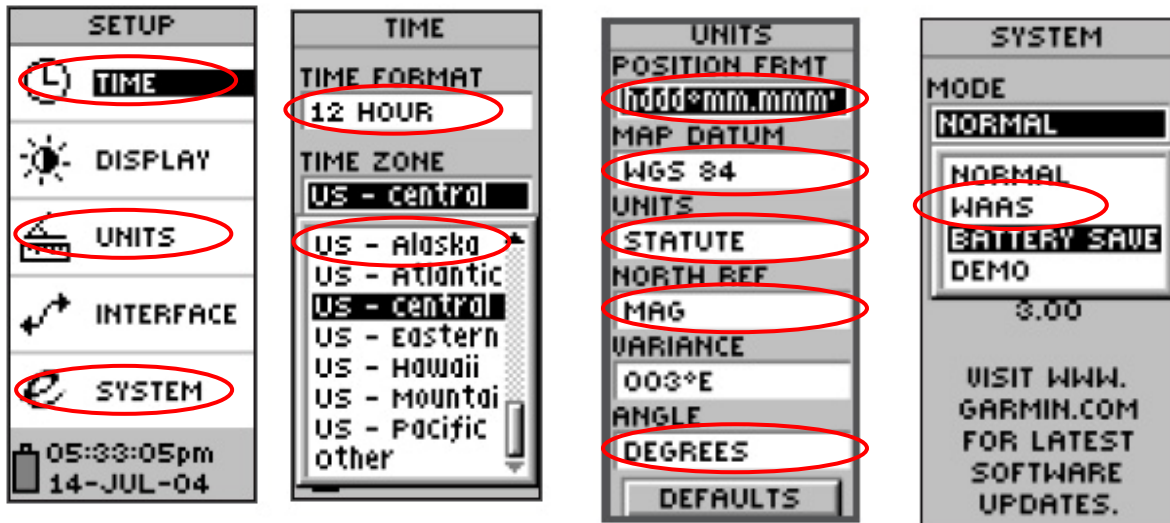 SETUP
TIME
DISPLAY
UNITS
INTERFACE
SYSTEM
05:33:05pm
14-JUL-04
TIME
TIME FORMAT
12 HOUR
TIME ZONE
US - central
US - Alaska
US - Atlantic
US - central
US - Eastern
US - Hawaii
US - Mountai
US - Pacific
other
UNITS
POSITION FRMT
hddd°mm.mmm'
MAP DATUM
WGS 84
UNITS
STATUTE
NORTH REF
MAG
VARIANCE
003°E
ANGLE
DEGREES
DEFAULTS
SYSTEM
MODE
NORMAL
NORMAL
WAAS
BATTERY SAVE
DEMO
3.00
VISIT WWW.
GARMIN.COM
FOR LATEST
SOFTWARE
UPDATES.